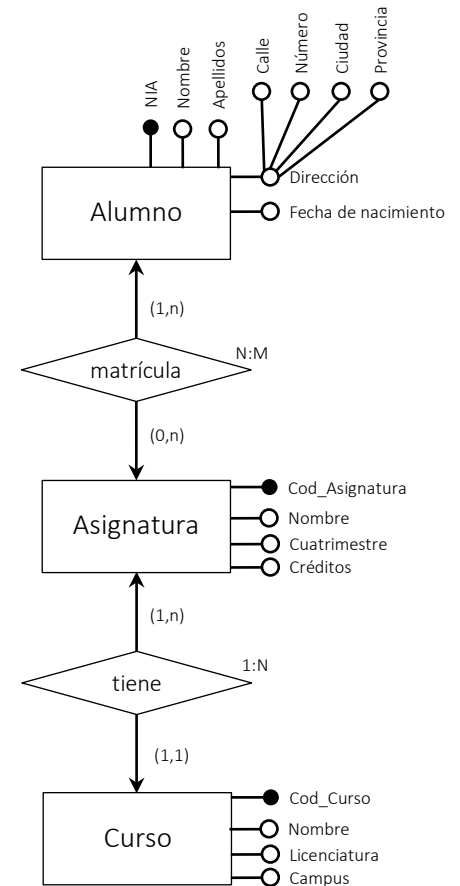 NIA
Nombre
Apellidos
Calle
Número
Ciudad
Provincia
Alumno
Dirección
Fecha de nacimiento
(1,n)
matrícula
N:M
(0,n)
Asignatura
Cod_Asignatura
Nombre
Cuatrimestre
Créditos
(1,n)
tiene
1:N
(1,1)
Curso
Cod_Curso
Nombre
Licenciatura
Campus